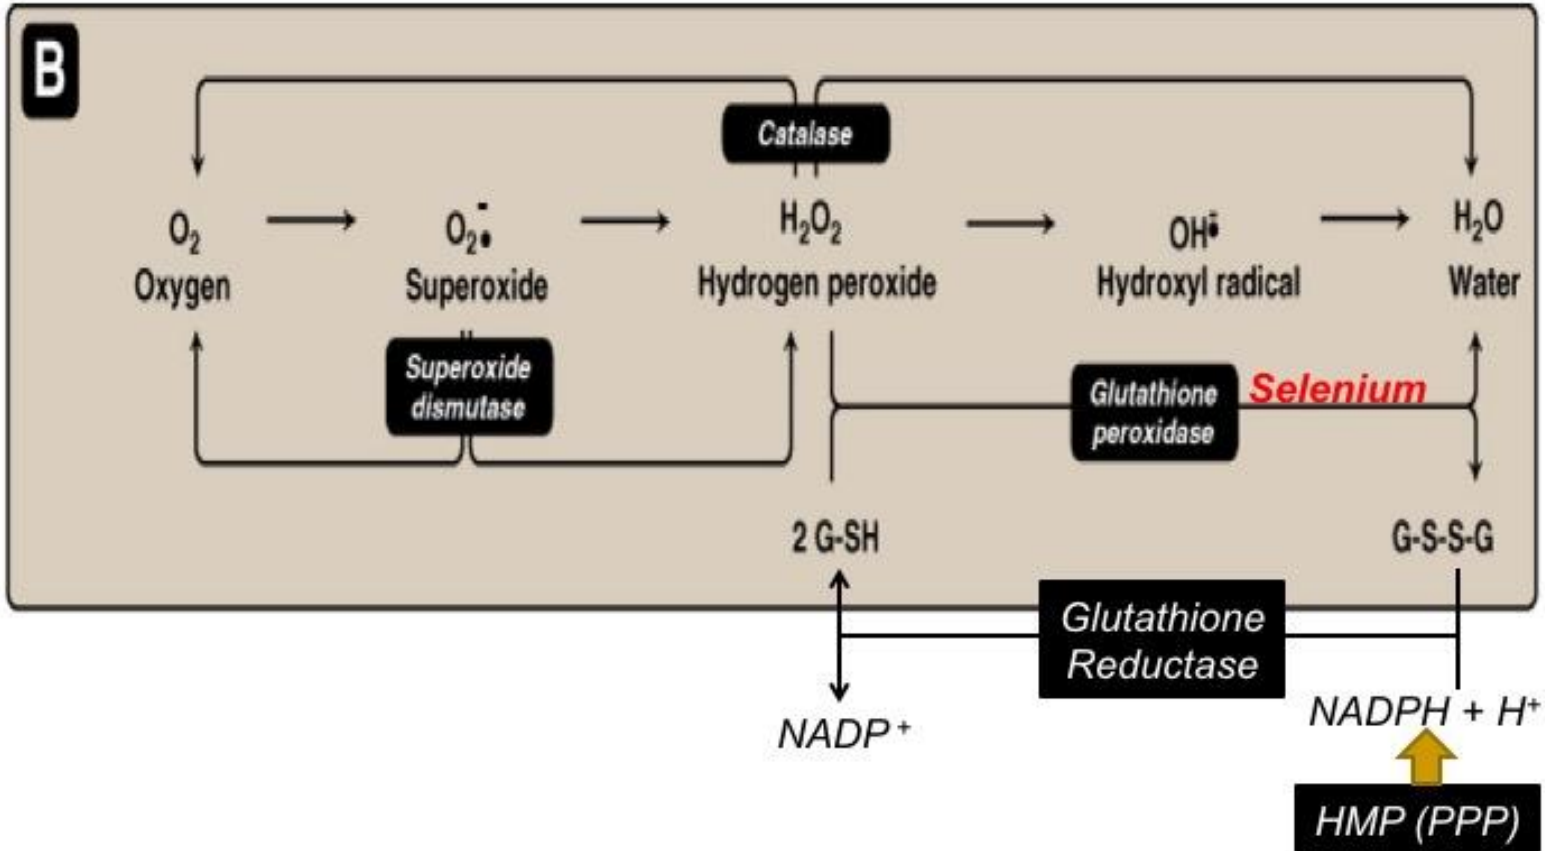 B
Catalase
O₂
O₂•⁻
H₂O₂
OH•⁻
H₂O
Oxygen
Superoxide
Hydrogen peroxide
Hydroxyl radical
Water
Superoxide
dismutase
Glutathione
peroxidase
Selenium
2 G-SH
G-S-S-G
Glutathione
Reductase
NADP⁺
NADPH + H⁺
HMP (PPP)